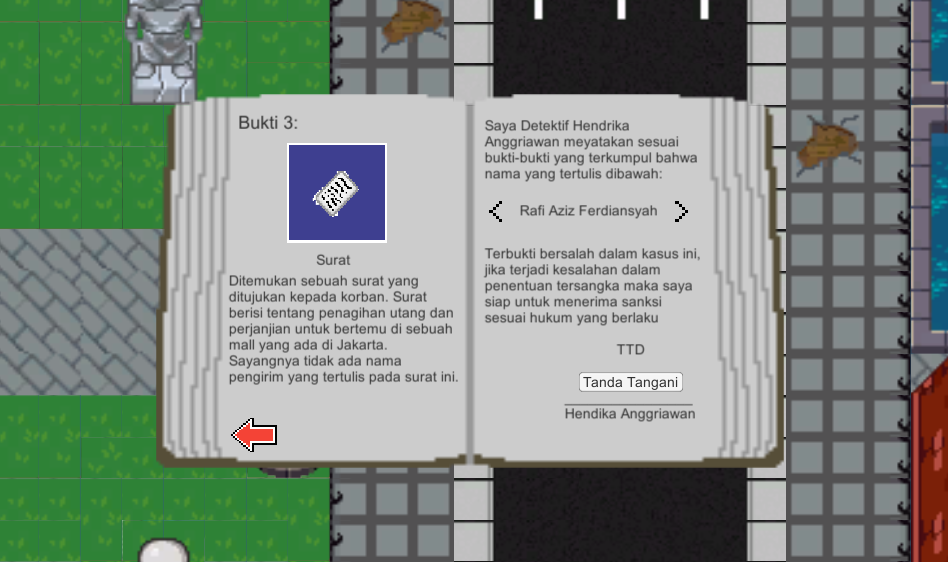 Bukti 3:
Surat
Ditemukan sebuah surat yang
ditujukan kepada korban. Surat
berisi tentang penagihan utang dan
perjanjian untuk bertemu di sebuah
mall yang ada di Jakarta.
Sayangnya tidak ada nama
pengirim yang tertulis pada surat ini.
Saya Detektif Hendrika
Anggriawan meyatakan sesuai
bukti-bukti yang terkumpul bahwa
nama yang tertulis dibawah:
Rafi Aziz Ferdiansyah
Terbukti bersalah dalam kasus ini,
jika terjadi kesalahan dalam
penentuan tersangka maka saya
siap untuk menerima sanksi
sesuai hukum yang berlaku
TTD
Tanda Tangani
Hendika Anggriawan